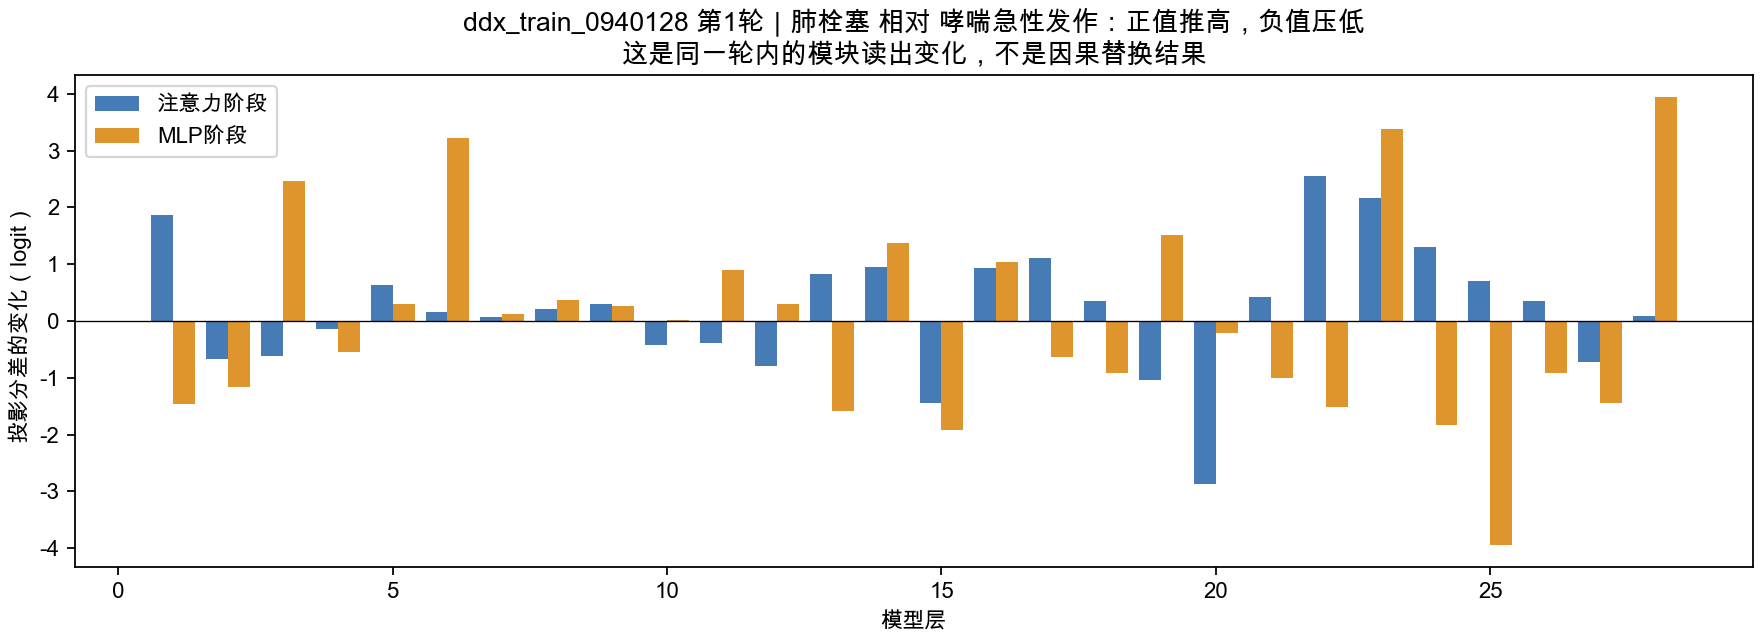 ddx_train_0940128 第1轮 | 肺栓塞 相对 哮喘急性发作：正值推高，负值压低
这是同一轮内的模块读出变化，不是因果替换结果
注意力阶段
MLP阶段
投影分差的变化（logit）
4
3
2
1
0
-1
-2
-3
-4
0
5
10
15
20
25
模型层